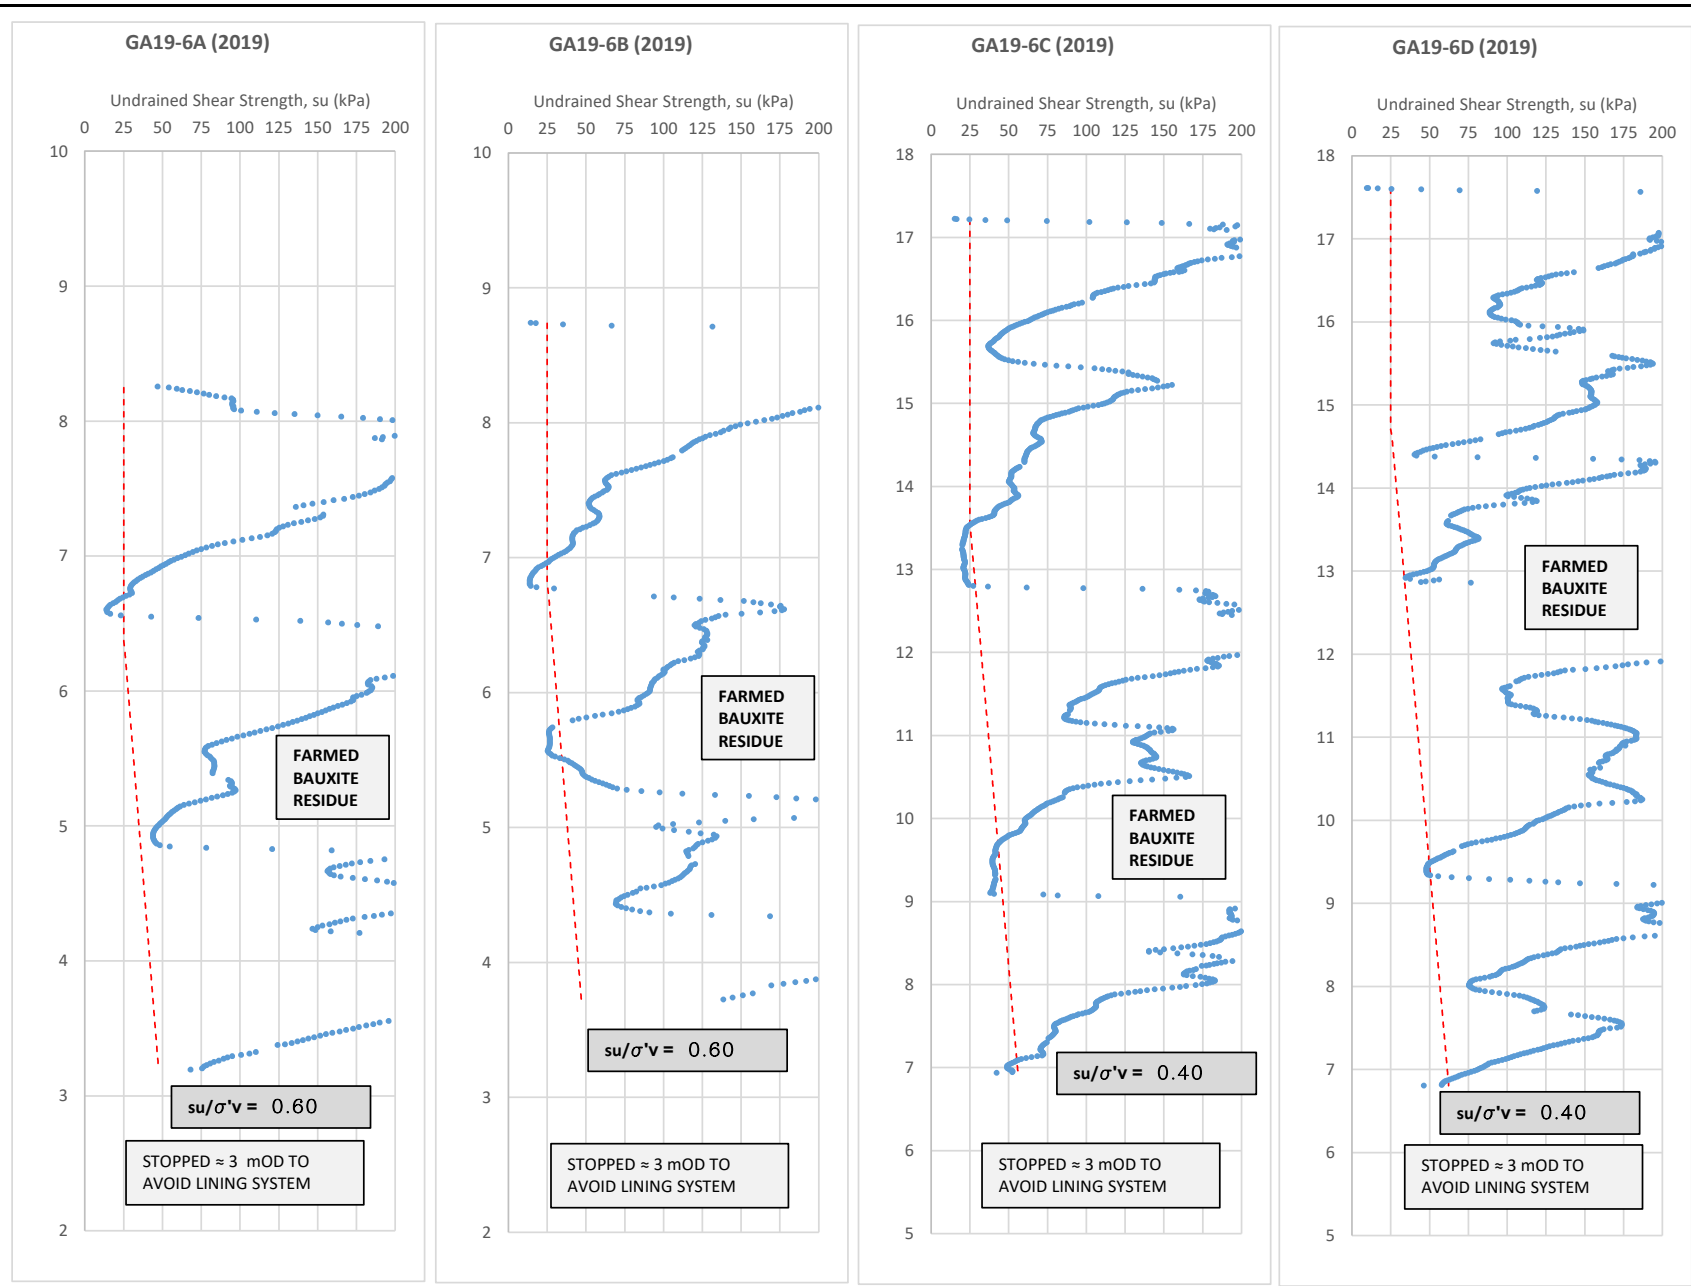 GA19-6A (2019)
Undrained Shear Strength, su (kPa)
0 25 50 75 100 125 150 175 200
10
9
8
7
6
5
4
3
2
FARMED
BAUXITE
RESIDUE
su/σ'v = 0.60
STOPPED ≈ 3 mOD TO
AVOID LINING SYSTEM
GA19-6B (2019)
Undrained Shear Strength, su (kPa)
0 25 50 75 100 125 150 175 200
10
9
8
7
6
5
4
3
2
FARMED
BAUXITE
RESIDUE
su/σ'v = 0.60
STOPPED ≈ 3 mOD TO
AVOID LINING SYSTEM
GA19-6C (2019)
Undrained Shear Strength, su (kPa)
0 25 50 75 100 125 150 175 200
18
17
16
15
14
13
12
11
10
9
8
7
6
5
FARMED
BAUXITE
RESIDUE
su/σ'v = 0.40
STOPPED ≈ 3 mOD TO
AVOID LINING SYSTEM
GA19-6D (2019)
Undrained Shear Strength, su (kPa)
0 25 50 75 100 125 150 175 200
18
17
16
15
14
13
12
11
10
9
8
7
6
5
FARMED
BAUXITE
RESIDUE
su/σ'v = 0.40
STOPPED ≈ 3 mOD TO
AVOID LINING SYSTEM